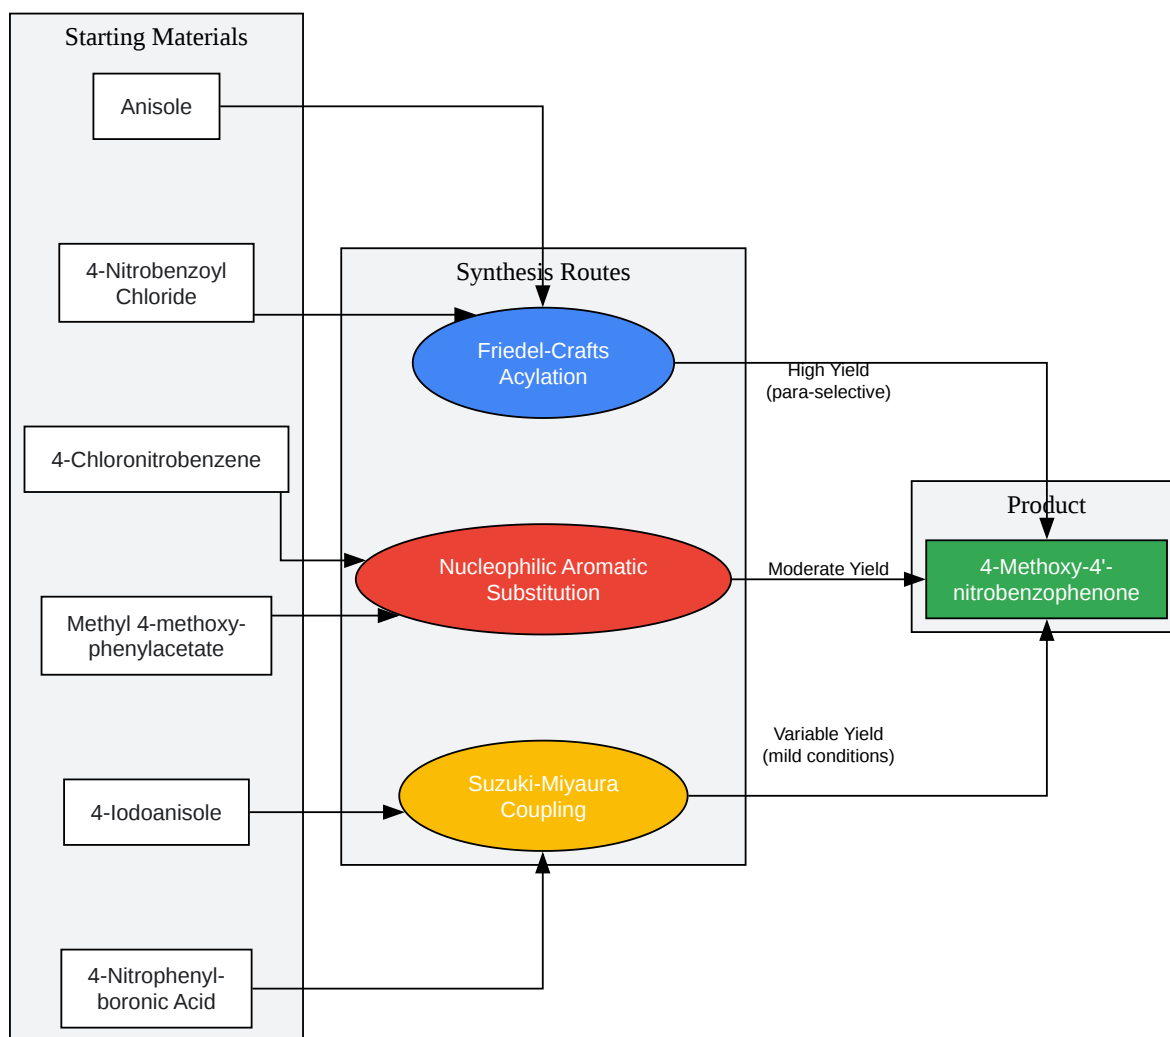 Starting Materials
Anisole
4-Nitrobenzoyl
Chloride
4-Chloronitrobenzene
Methyl 4-methoxy-
phenylacetate
4-Iodoanisole
4-Nitrophenyl-
boronic Acid
Synthesis Routes
Friedel-Crafts
Acylation
Nucleophilic Aromatic
Substitution
Suzuki-Miyaura
Coupling
High Yield
(para-selective)
Moderate Yield
Variable Yield
(mild conditions)
Product
4-Methoxy-4'-
nitrobenzophenone